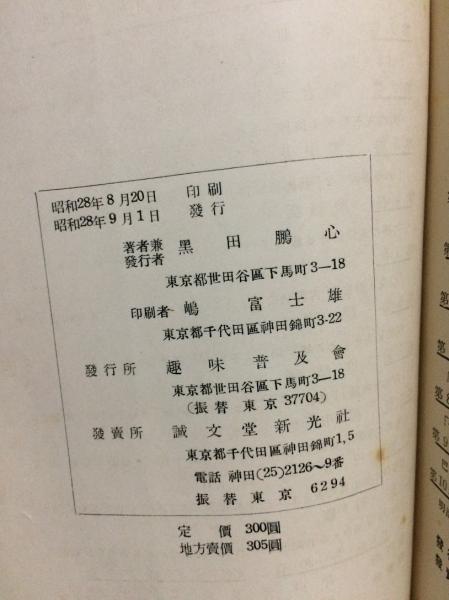 昭和28年8月20日 印刷
昭和28年9月1日 發行
著者兼
發行者 黑田鵬心
東京都世田谷區下馬町3—18
印刷者 嶋富士雄
東京都千代田區神田錦町3-22
發行所 趣味普及會
東京都世田谷區下馬町3—18
(振替 東京 37704)
發賣所 誠文堂新光社
東京都千代田區神田錦町1,5
電話 神田(25)2126～9番
振替東京 6294
定價 300圓
地方賣價 305圓